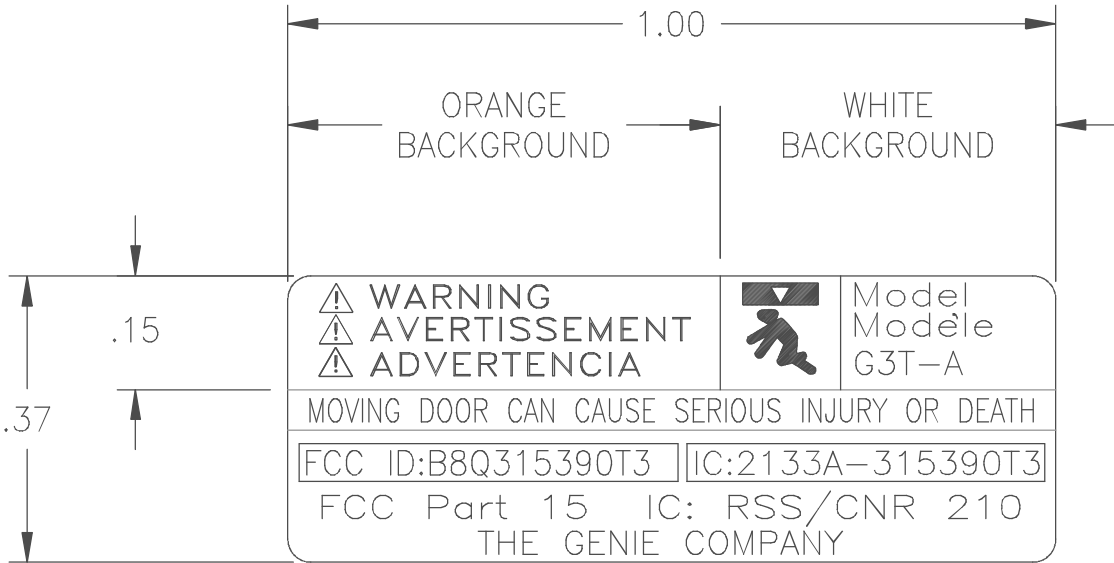 1.00
ORANGE
BACKGROUND
WHITE
BACKGROUND
.15
.37
WARNING
AVERTISSEMENT
ADVERTENCIA
Model
Modèle
G3T-A
MOVING DOOR CAN CAUSE SERIOUS INJURY OR DEATH
FCC ID:B8Q315390T3 IC:2133A-315390T3
FCC Part 15 IC: RSS/CNR 210
THE GENIE COMPANY